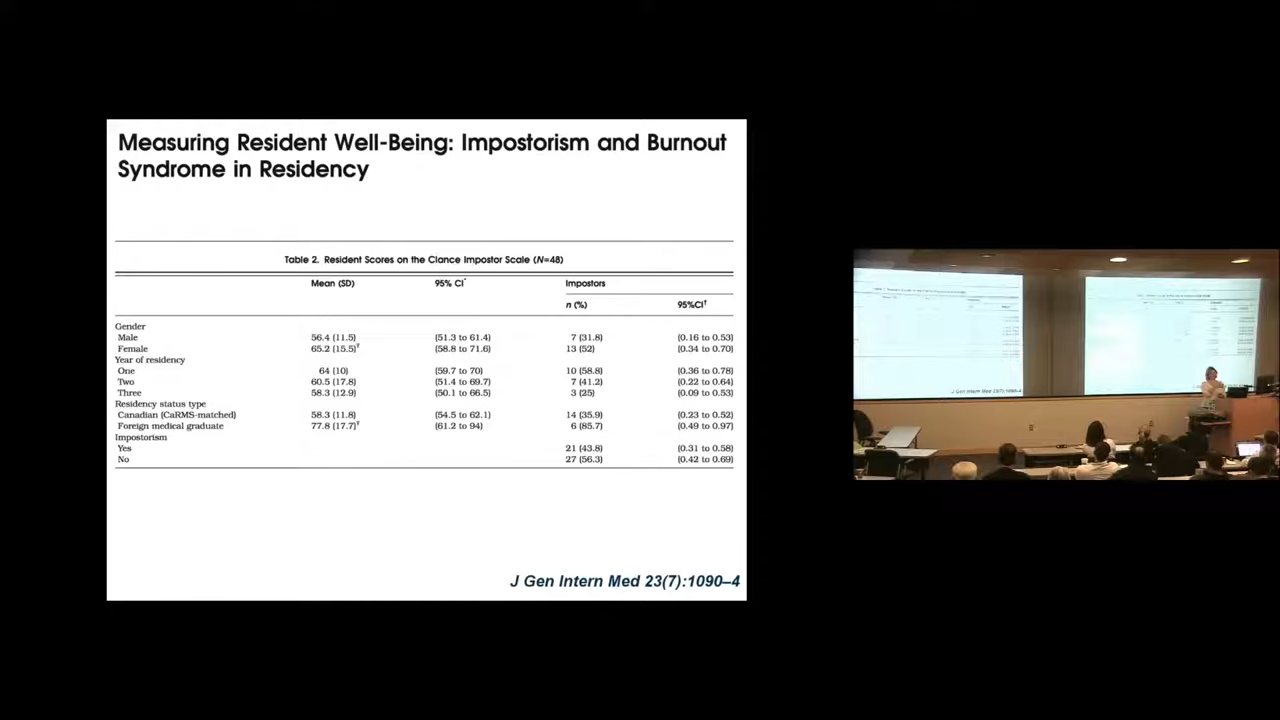 Measuring Resident Well-Being: Impostorism and Burnout
Syndrome in Residency
Table 2. Resident Scores on the Clance Impostor Scale (N=48)
Mean (SD) 95% CI* Impostors
n (%) 95%CI†
Gender
Male 56.4 (11.5) (51.3 to 61.4) 7 (31.8) (0.16 to 0.53)
Female 65.2 (15.5)† (58.8 to 71.6) 13 (52) (0.34 to 0.70)
Year of residency
One 64 (10) (59.7 to 70) 10 (58.8) (0.36 to 0.78)
Two 60.5 (17.8) (51.4 to 69.7) 7 (41.2) (0.22 to 0.64)
Three 58.3 (12.9) (50.1 to 66.5) 3 (25) (0.09 to 0.53)
Residency status type
Canadian (CaRMS-matched) 58.3 (11.8) (54.5 to 62.1) 14 (35.9) (0.23 to 0.52)
Foreign medical graduate 77.8 (17.7)† (61.2 to 94) 6 (85.7) (0.49 to 0.97)
Impostorism
Yes 21 (43.8) (0.31 to 0.58)
No 27 (56.3) (0.42 to 0.69)
J Gen Intern Med 23(7):1090–4